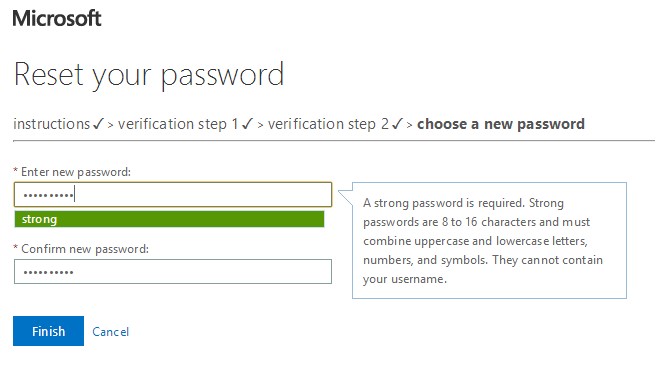 Microsoft
Reset your password
instructions ✓ > verification step 1 ✓ > verification step 2 ✓ > choose a new password
* Enter new password:
••••••••••
strong
A strong password is required. Strong
passwords are 8 to 16 characters and must
combine uppercase and lowercase letters,
numbers, and symbols. They cannot contain
your username.
* Confirm new password:
••••••••••
Finish Cancel